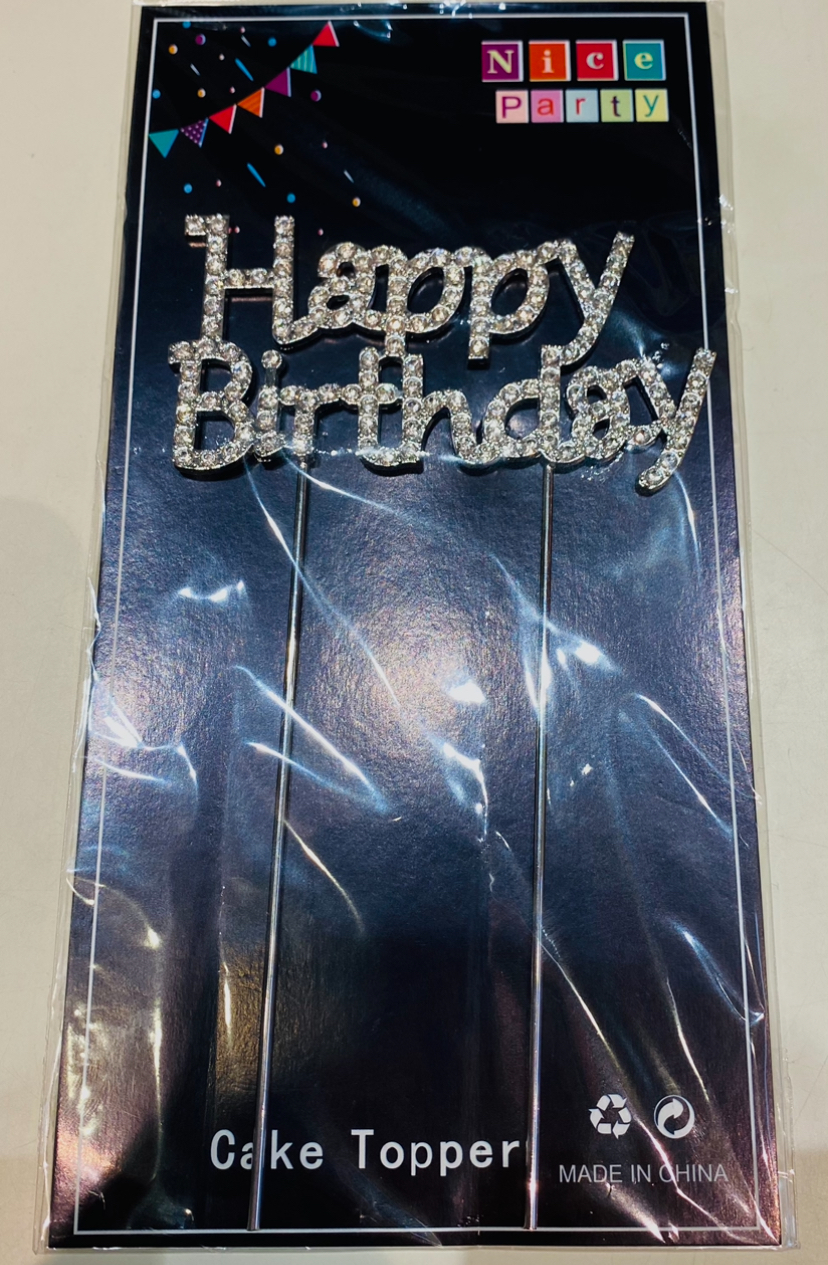 Nice
Party
Happy
Birthday
Cake Topper
MADE IN CHINA